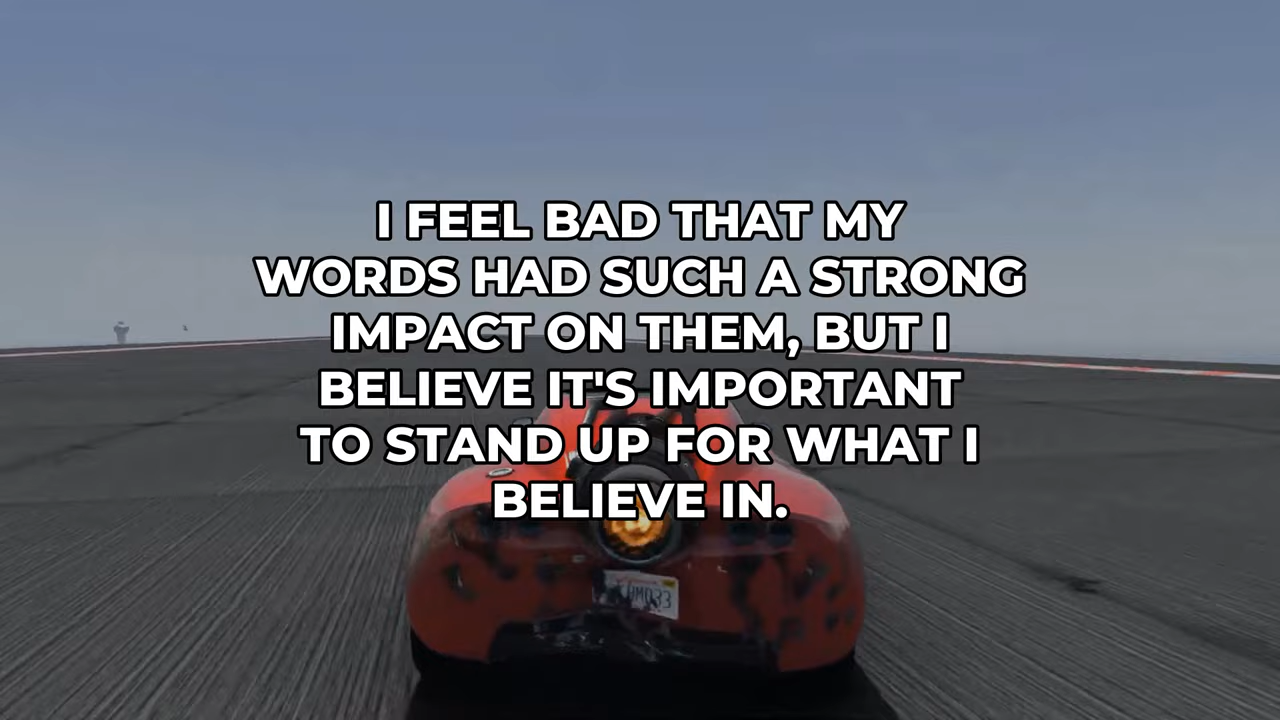 I FEEL BAD THAT MY
WORDS HAD SUCH A STRONG
IMPACT ON THEM, BUT I
BELIEVE IT'S IMPORTANT
TO STAND UP FOR WHAT I
BELIEVE IN.